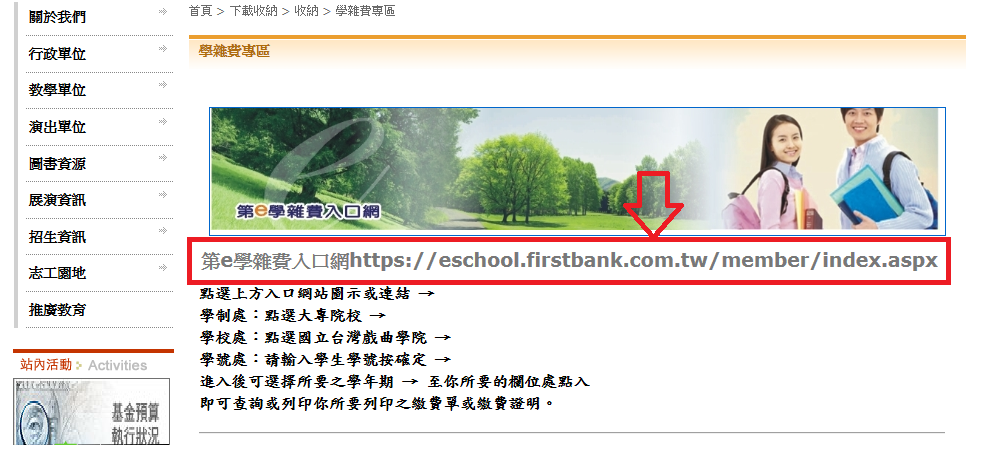 首頁 > 下載收納 > 收納 > 學雜費專區
關於我們
行政單位
教學單位
演出單位
圖書資源
展演資訊
招生資訊
志工園地
推廣教育
站內活動 Activities
基金預算
執行狀況
學雜費專區
第e學雜費入口網
第e學雜費入口網https://eschool.firstbank.com.tw/member/index.aspx
點選上方入口網站圖示或連結 →
學制處：點選大專院校 →
學校處：點選國立台灣戲曲學院 →
學號處：請輸入學生學號按確定 →
進入後可選擇所要之學年期 → 至你所要的欄位處點入
即可查詢或列印你所要列印之繳費單或繳費證明。